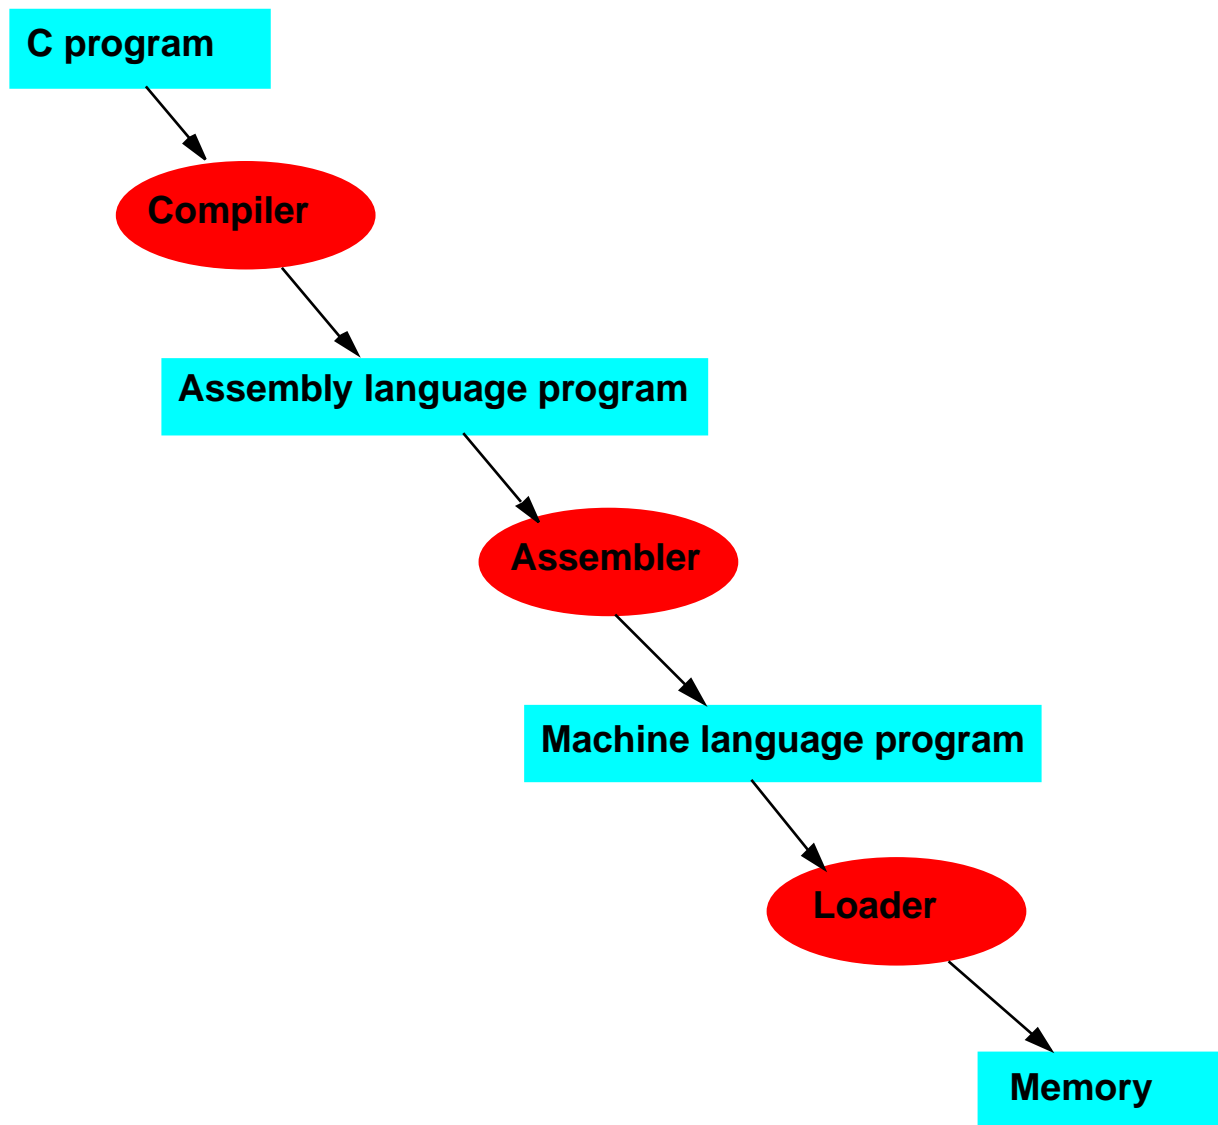 C program
Compiler
Assembly language program
Assembler
Machine language program
Loader
Memory